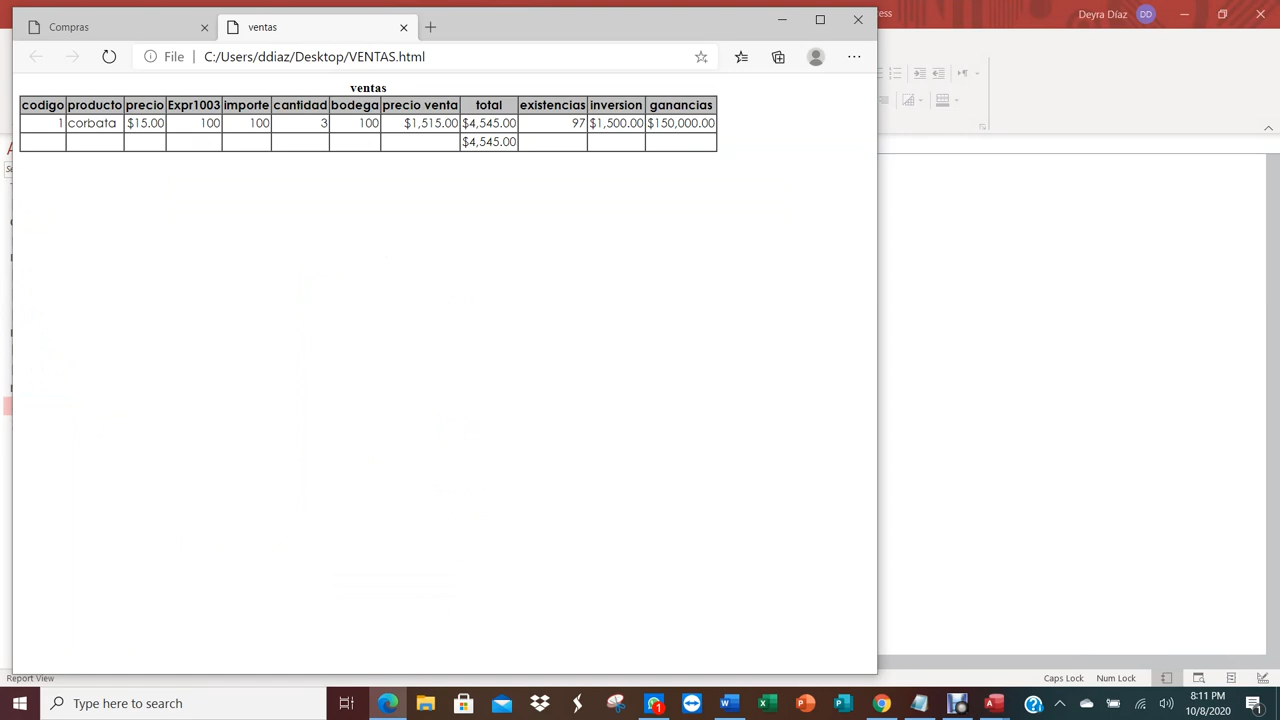 Compras
ventas
ess
Deyra Díaz
DD
File
C:/Users/ddiaz/Desktop/VENTAS.html
ventas
codigo producto precio Expr1003 importe cantidad bodega precio venta total existencias inversion ganancias
1 corbata $15.00 100 100 3 100 $1,515.00 $4,545.00 97 $1,500.00 $150,000.00
$4,545.00
Report View
Caps Lock
Num Lock
Type here to search
1
8:11 PM
10/8/2020
1